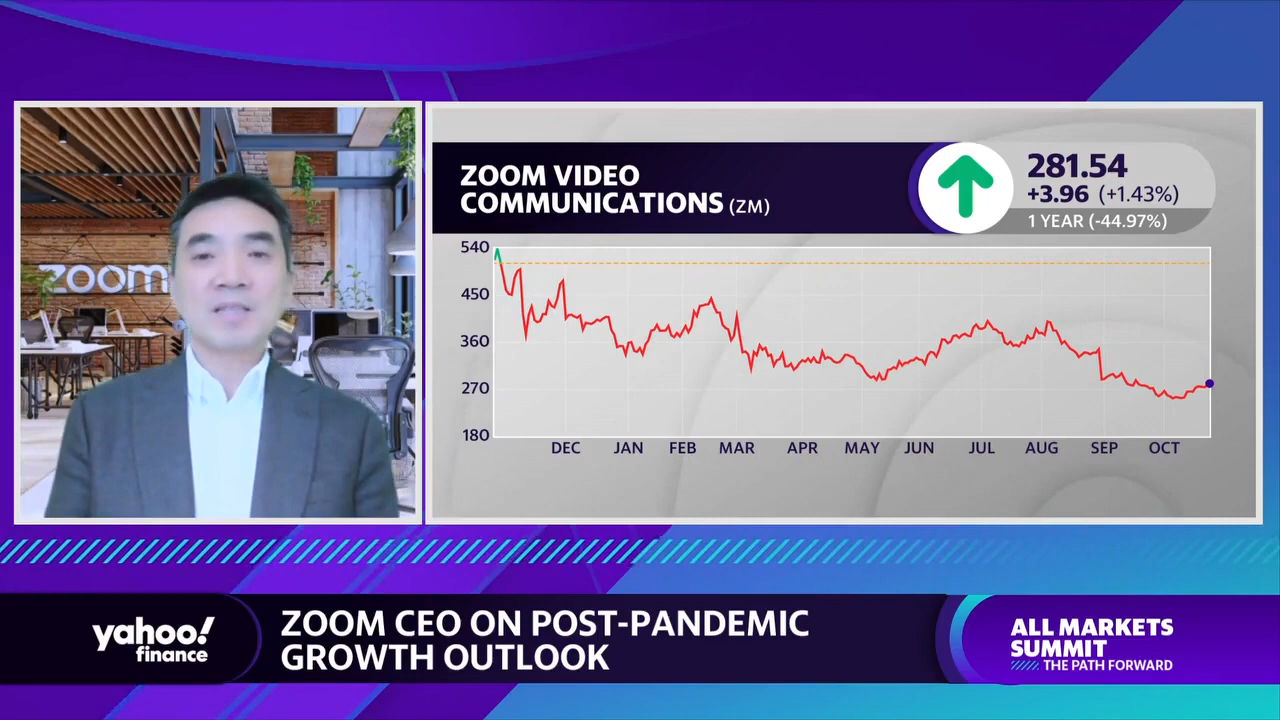 zoom
ZOOM VIDEO
COMMUNICATIONS (ZM)
281.54
+3.96 (+1.43%)
1 YEAR (-44.97%)
540
450
360
270
180
DEC JAN FEB MAR APR MAY JUN JUL AUG SEP OCT
yahoo!
finance
ZOOM CEO ON POST-PANDEMIC
GROWTH OUTLOOK
ALL MARKETS
SUMMIT
THE PATH FORWARD